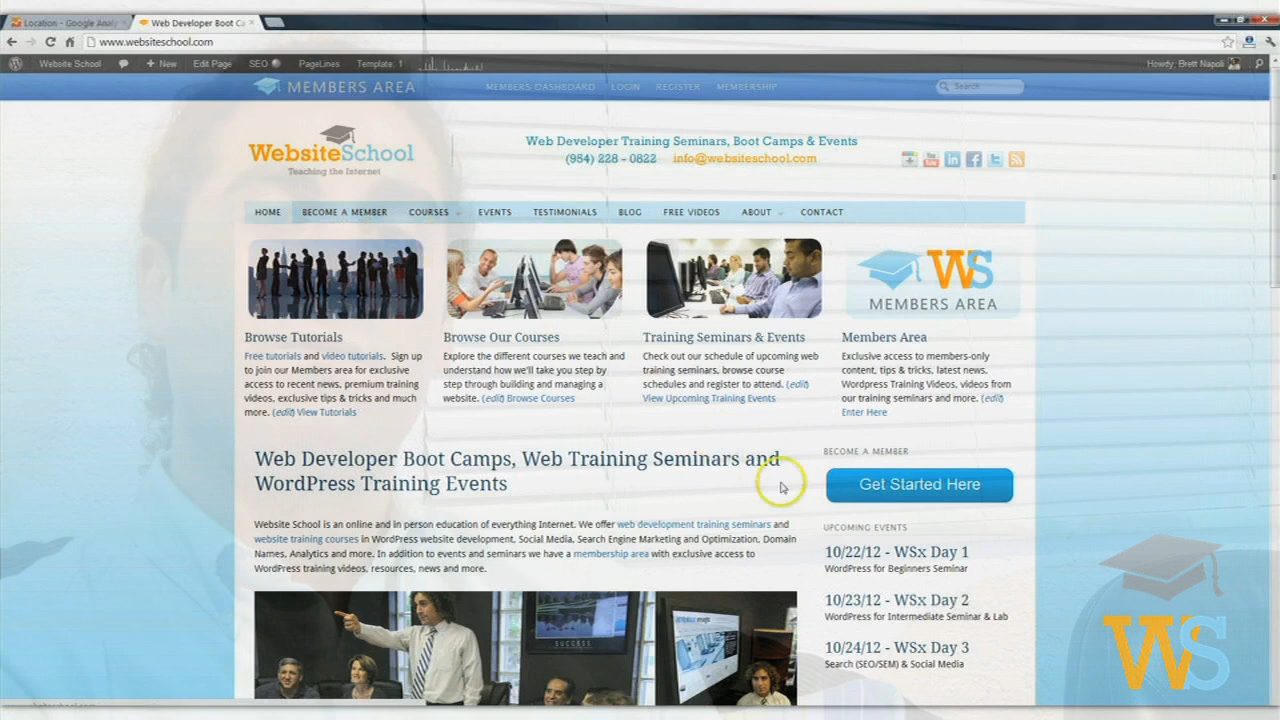 Location - Google Analy
Web Developer Boot Ca
www.websiteschool.com
Website School
New
Edit Page
SEO
PageLines
Template: 1
Howdy, Brett Napoli
MEMBERS AREA
MEMBERS DASHBOARD
LOGIN
REGISTER
MEMBERSHIP
Search
WebsiteSchool
Teaching the Internet
Web Developer Training Seminars, Boot Camps & Events
(954) 228 - 0822 info@websiteschool.com
HOME
BECOME A MEMBER
COURSES
EVENTS
TESTIMONIALS
BLOG
FREE VIDEOS
ABOUT
CONTACT
WS
MEMBERS AREA
Browse Tutorials
Free tutorials and video tutorials. Sign up
to join our Members area for exclusive
access to recent news, premium training
videos, exclusive tips & tricks and much
more. (edit) View Tutorials
Browse Our Courses
Explore the different courses we teach and
understand how we'll take you step by
step through building and managing a
website. (edit) Browse Courses
Training Seminars & Events
Check out our schedule of upcoming web
training seminars, browse course
schedules and register to attend. (edit)
View Upcoming Training Events
Members Area
Exclusive access to members-only
content, tips & tricks, latest news,
Wordpress Training Videos, videos from
our training seminars and more. (edit)
Enter Here
Web Developer Boot Camps, Web Training Seminars and
WordPress Training Events
Website School is an online and in person education of everything Internet. We offer web development training seminars and
website training courses in WordPress website development, Social Media, Search Engine Marketing and Optimization, Domain
Names, Analytics and more. In addition to events and seminars we have a membership area with exclusive access to
WordPress training videos, resources, news and more.
BECOME A MEMBER
Get Started Here
UPCOMING EVENTS
10/22/12 - WSx Day 1
WordPress for Beginners Seminar
10/23/12 - WSx Day 2
WordPress for Intermediate Seminar & Lab
10/24/12 - WSx Day 3
Search (SEO/SEM) & Social Media
SUCCESS
WS